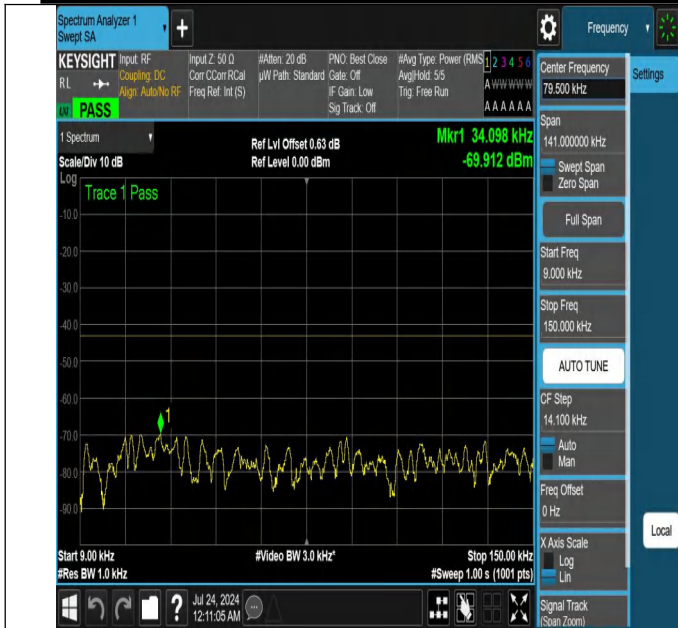 Spectrum Analyzer 1
Swept SA
+
Frequency
KEYSIGHT
RL
LXI
PASS
Input: RF
Coupling: DC
Align: Auto/No RF
Input Z: 50 Ω
Corr CCorr RCal
Freq Ref: Int (S)
#Atten: 20 dB
µW Path: Standard
PNO: Best Close
Gate: Off
IF Gain: Low
Sig Track: Off
#Avg Type: Power (RMS
Avg|Hold: 5/5
Trig: Free Run
1 2 3 4 5 6
A W W W W W
A A A A A A
Center Frequency
79.500 kHz
Settings
1 Spectrum
Scale/Div 10 dB
Ref Lvl Offset 0.63 dB
Ref Level 0.00 dBm
Mkr1 34.098 kHz
-69.912 dBm
Log
Trace 1 Pass
-10.0
-20.0
-30.0
-40.0
-50.0
-60.0
-70.0
-80.0
-90.0
1
Start 9.00 kHz
#Res BW 1.0 kHz
#Video BW 3.0 kHz*
Stop 150.00 kHz
#Sweep 1.00 s (1001 pts)
Span
141.000000 kHz
Swept Span
Zero Span
Full Span
Start Freq
9.000 kHz
Stop Freq
150.000 kHz
AUTO TUNE
CF Step
14.100 kHz
Auto
Man
Freq Offset
0 Hz
X Axis Scale
Log
Lin
Signal Track
(Span Zoom)
Local
?
Jul 24, 2024
12:11:05 AM